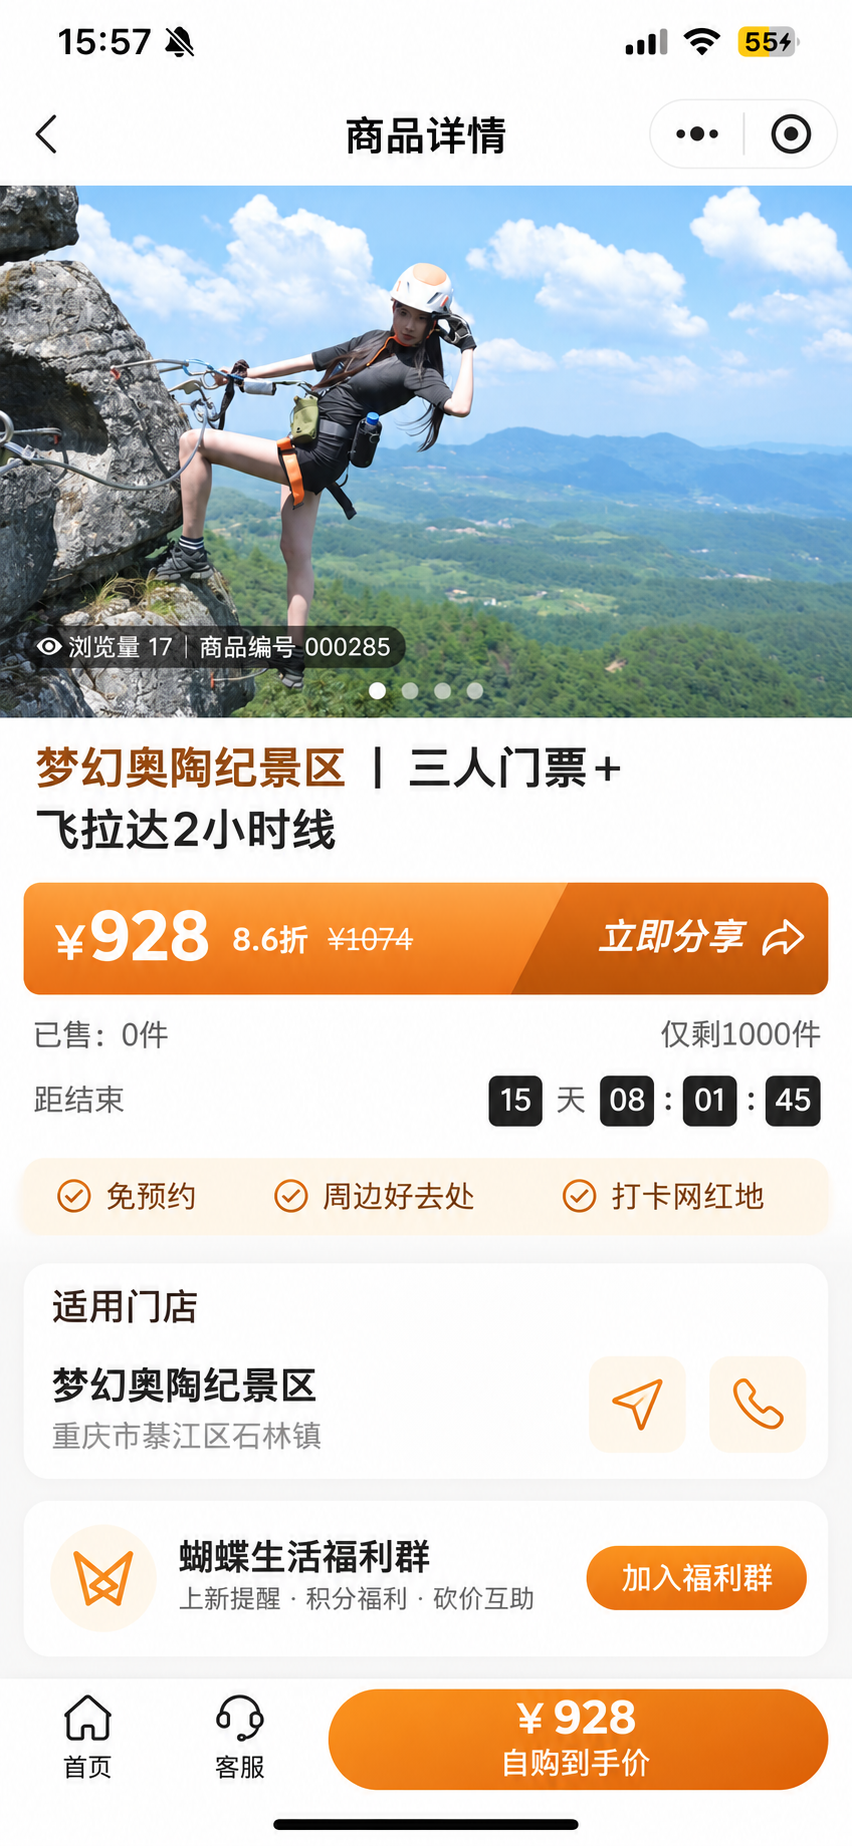 15:57
55
商品详情
浏览量 17 | 商品编号 000285
梦幻奥陶纪景区 | 三人门票+
飞拉达2小时线
¥928 8.6折 ¥1074 立即分享
已售：0件 仅剩1000件
距结束 15 天 08 : 01 : 45
免预约 周边好去处 打卡网红地
适用门店
梦幻奥陶纪景区
重庆市綦江区石林镇
蝴蝶生活福利群
上新提醒 · 积分福利 · 砍价互助
加入福利群
¥928
自购到手价
首页 客服